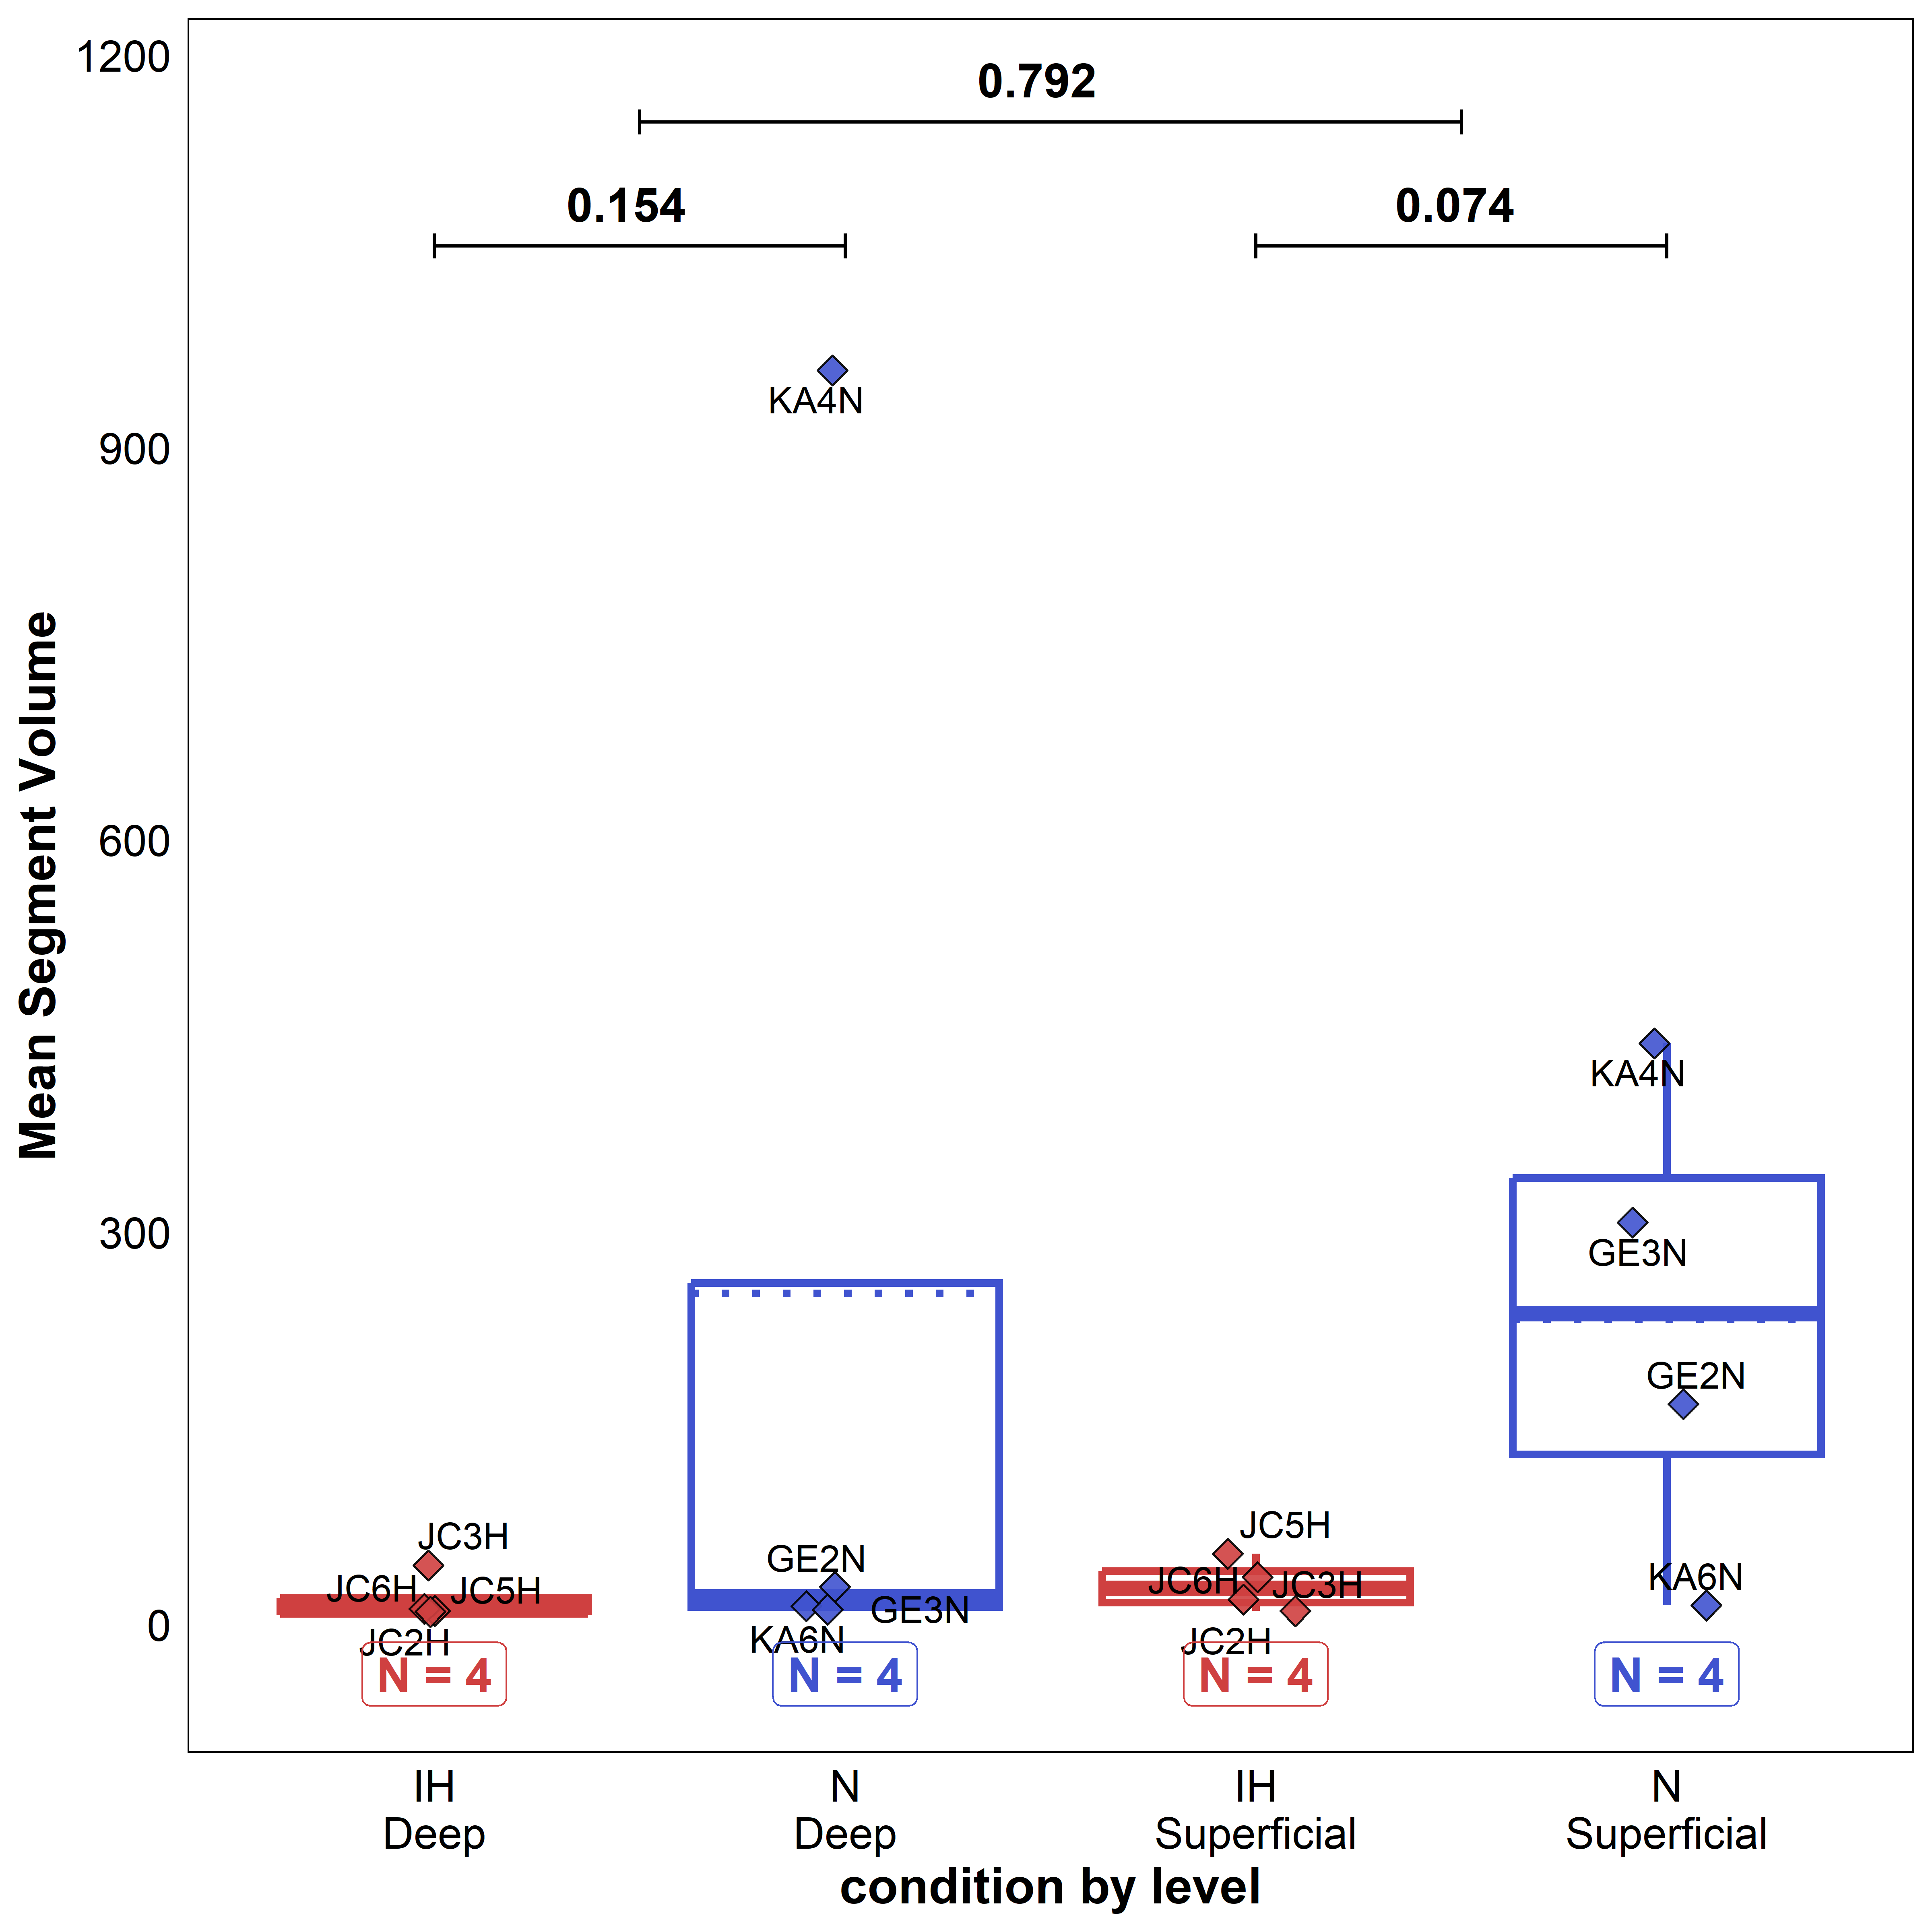 1200
0.792
0.154
0.074
KA4N
900
Mean Segment Volume
600
KA4N
300
GE3N
GE2N
JC3H
JC5H
GE2N
JC6H
JC5H
JC6H
JC3H
KA6N
0
GE3N
JC2H
KA6N
JC2H
N = 4
N = 4
N = 4
N = 4
IH
Deep
N
Deep
IH
Superficial
N
Superficial
condition by level